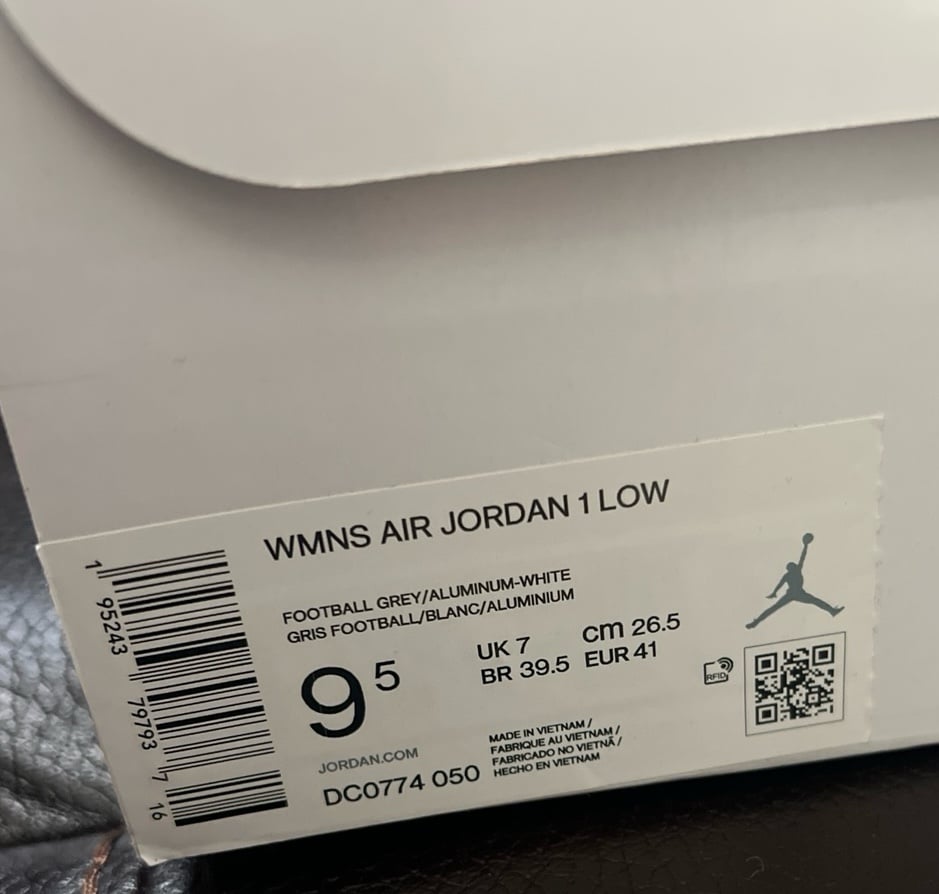 WMNS AIR JORDAN 1 LOW
FOOTBALL GREY/ALUMINUM-WHITE
GRIS FOOTBALL/BLANC/ALUMINIUM
9 5
UK 7 cm 26.5
BR 39.5 EUR 41
RFID
JORDAN.COM
DC0774 050
MADE IN VIETNAM /
FABRIQUE AU VIETNAM /
FABRICADO NO VIETNÃ /
HECHO EN VIETNAM
1 95243 79793 7 16